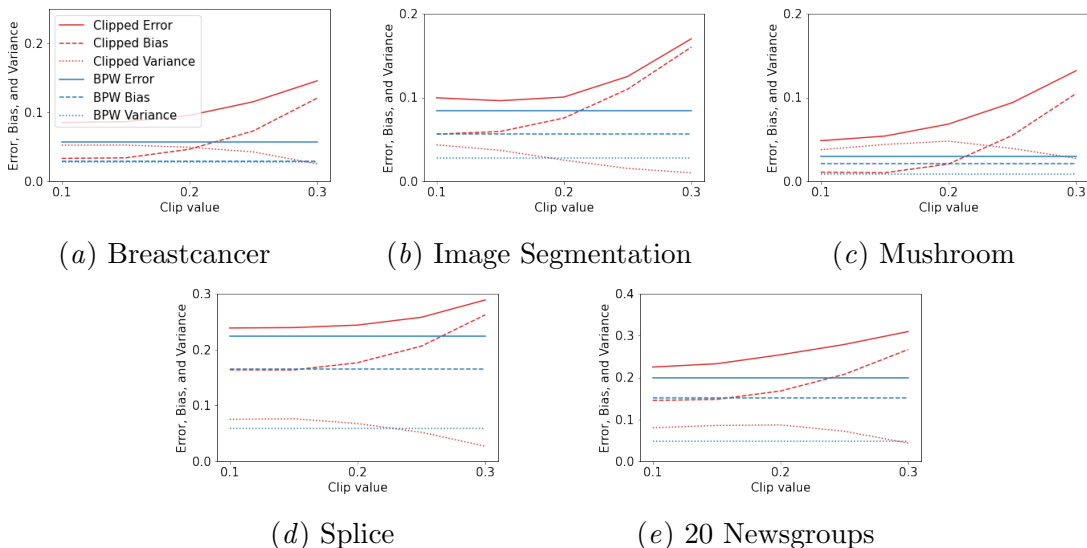 Error, Bias, and Variance
0.2
0.1
0.0
Clipped Error
Clipped Bias
Clipped Variance
BPW Error
BPW Bias
BPW Variance
0.1 0.2 0.3
Clip value
(a) Breastcancer
Error, Bias, and Variance
0.2
0.1
0.0
0.1 0.2 0.3
Clip value
(b) Image Segmentation
Error, Bias, and Variance
0.2
0.1
0.0
0.1 0.2 0.3
Clip value
(c) Mushroom
Error, Bias, and Variance
0.3
0.2
0.1
0.0
0.1 0.2 0.3
Clip value
(d) Splice
Error, Bias, and Variance
0.4
0.3
0.2
0.1
0.0
0.1 0.2 0.3
Clip value
(e) 20 Newsgroups